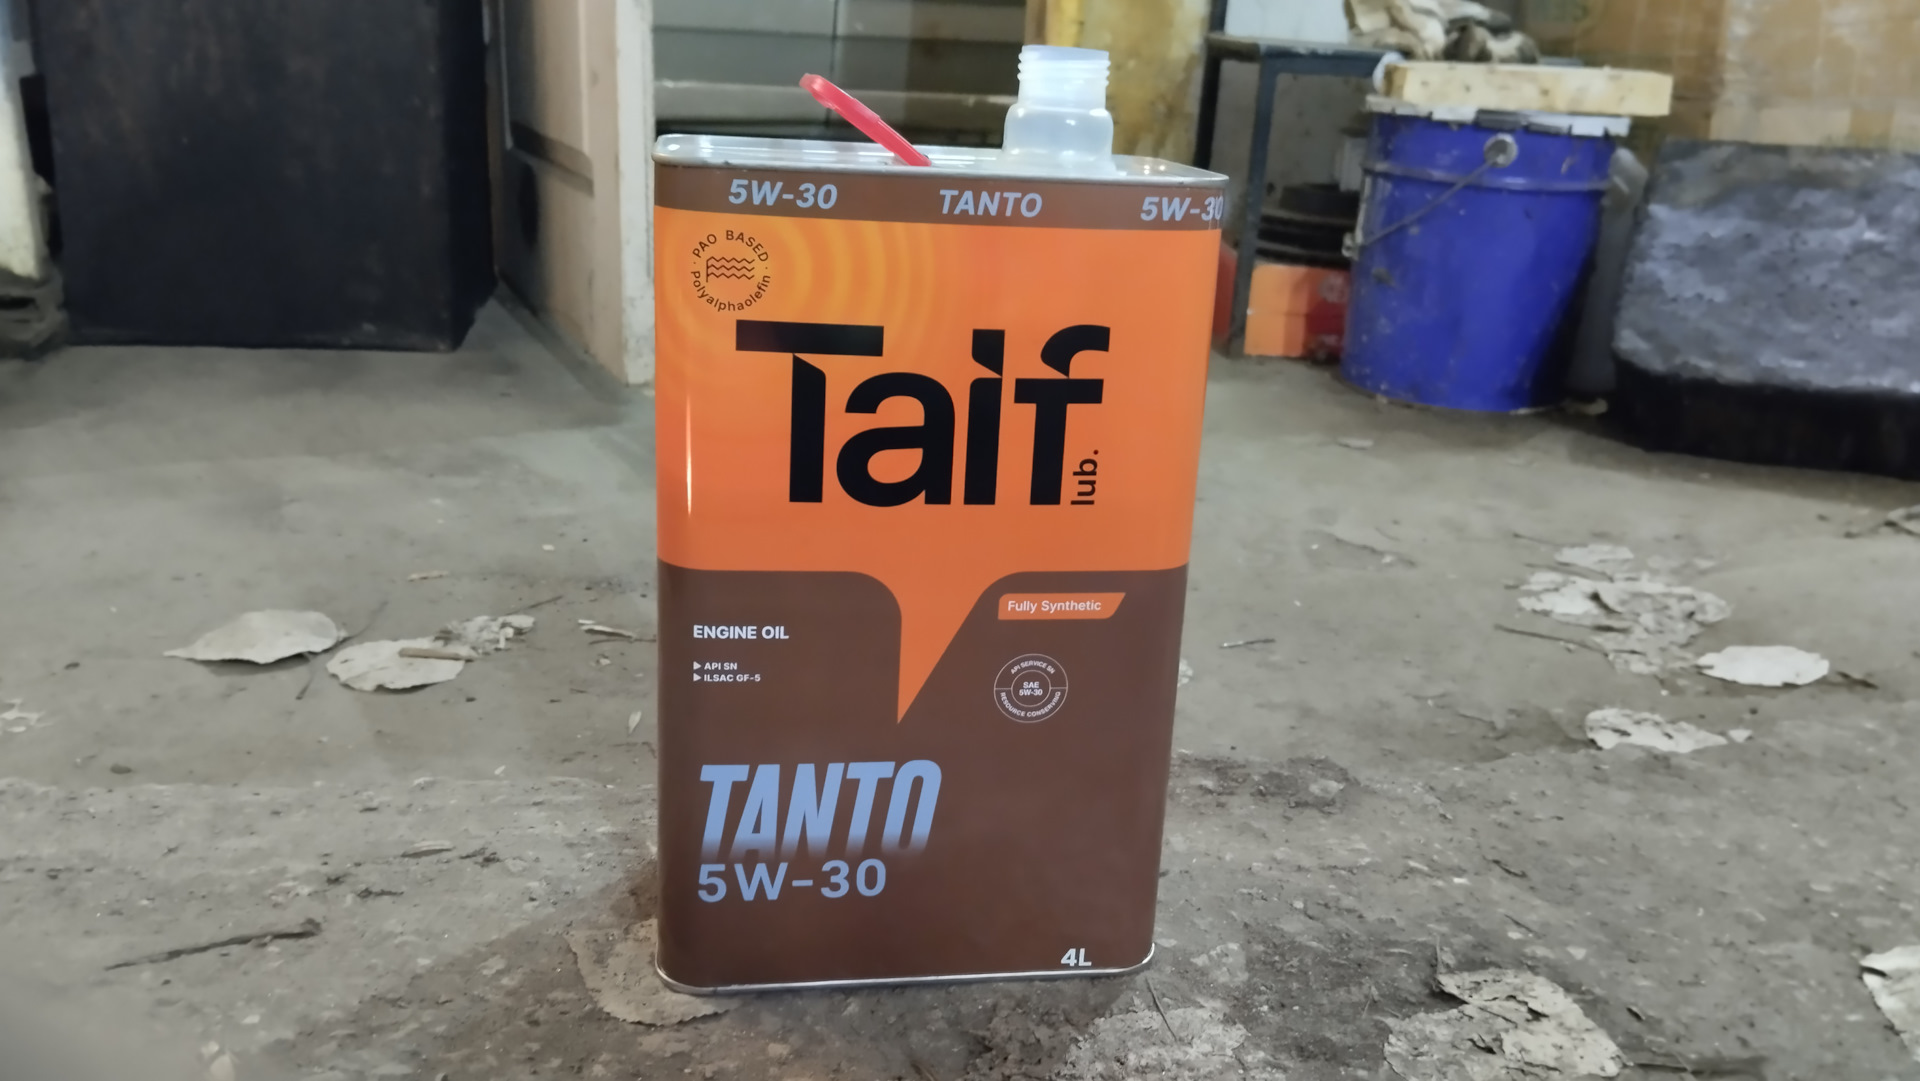 5W-30 TANTO 5W-30
PAO BASED
Polyalphaolefin
Taif
lub.
Fully Synthetic
ENGINE OIL
API SN
ILSAC GF-5
API SERVICE SN
SAE
5W-30
RESOURCE CONSERVING
TANTO
5W-30
4L